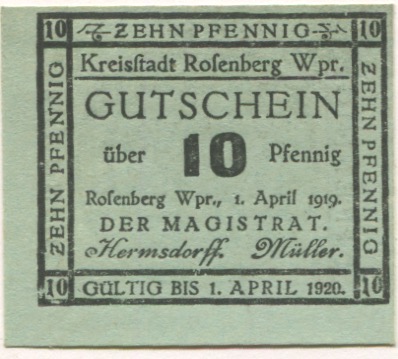 10 ZEHN PFENNIG 10
ZEHN PFENNIG
Kreisſtadt Roſenberg Wpr.
GUTSCHEIN
über 10 Pfennig
Roſenberg Wpr., 1. April 1919.
DER MAGISTRAT.
Hermsdorff. Müller.
ZEHN PFENNIG
10 GÜLTIG BIS 1. APRIL 1920. 10